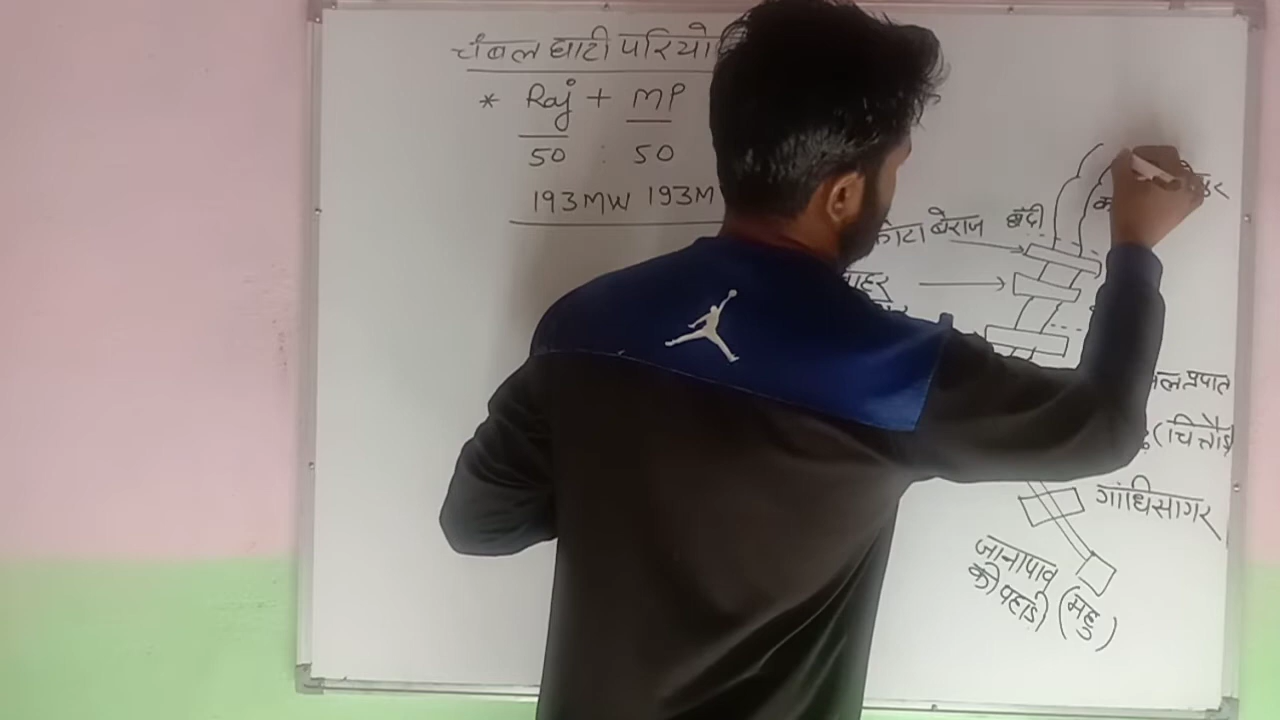 चंबल घाटी परियो
* Raj + MP
50 : 50
193MW 193M
कोटा बेराज
बूंदी
जलप्रपात
(चित्तौड़
गांधिसागर
जानापाव
की पहाडी (महु)